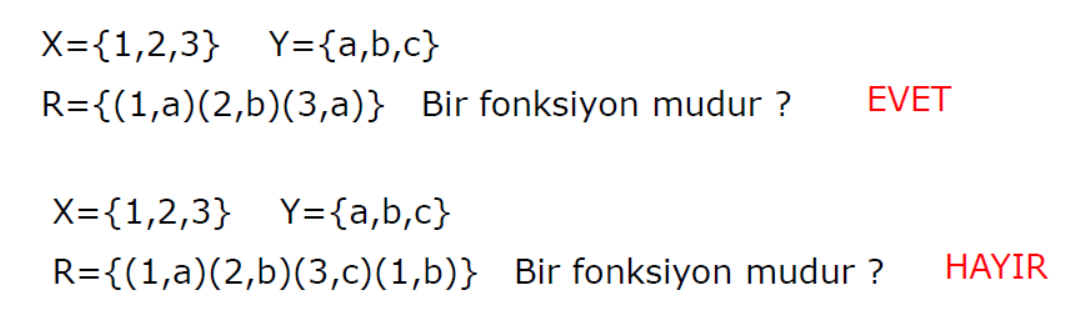 X={1,2,3} Y={a,b,c}
R={(1,a)(2,b)(3,a)} Bir fonksiyon mudur ? EVET
X={1,2,3} Y={a,b,c}
R={(1,a)(2,b)(3,c)(1,b)} Bir fonksiyon mudur ? HAYIR